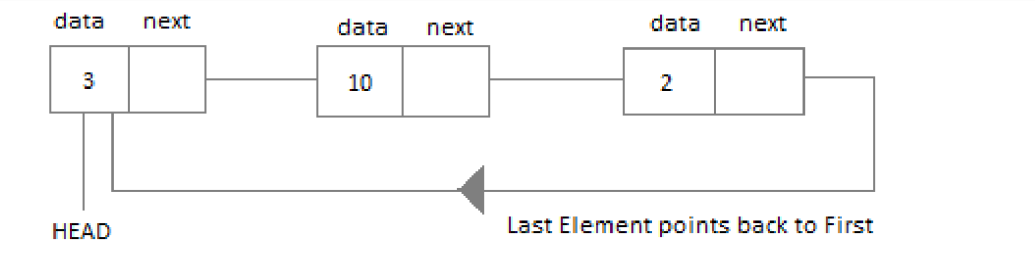 data next
data next
data next
3
10
2
HEAD
Last Element points back to First